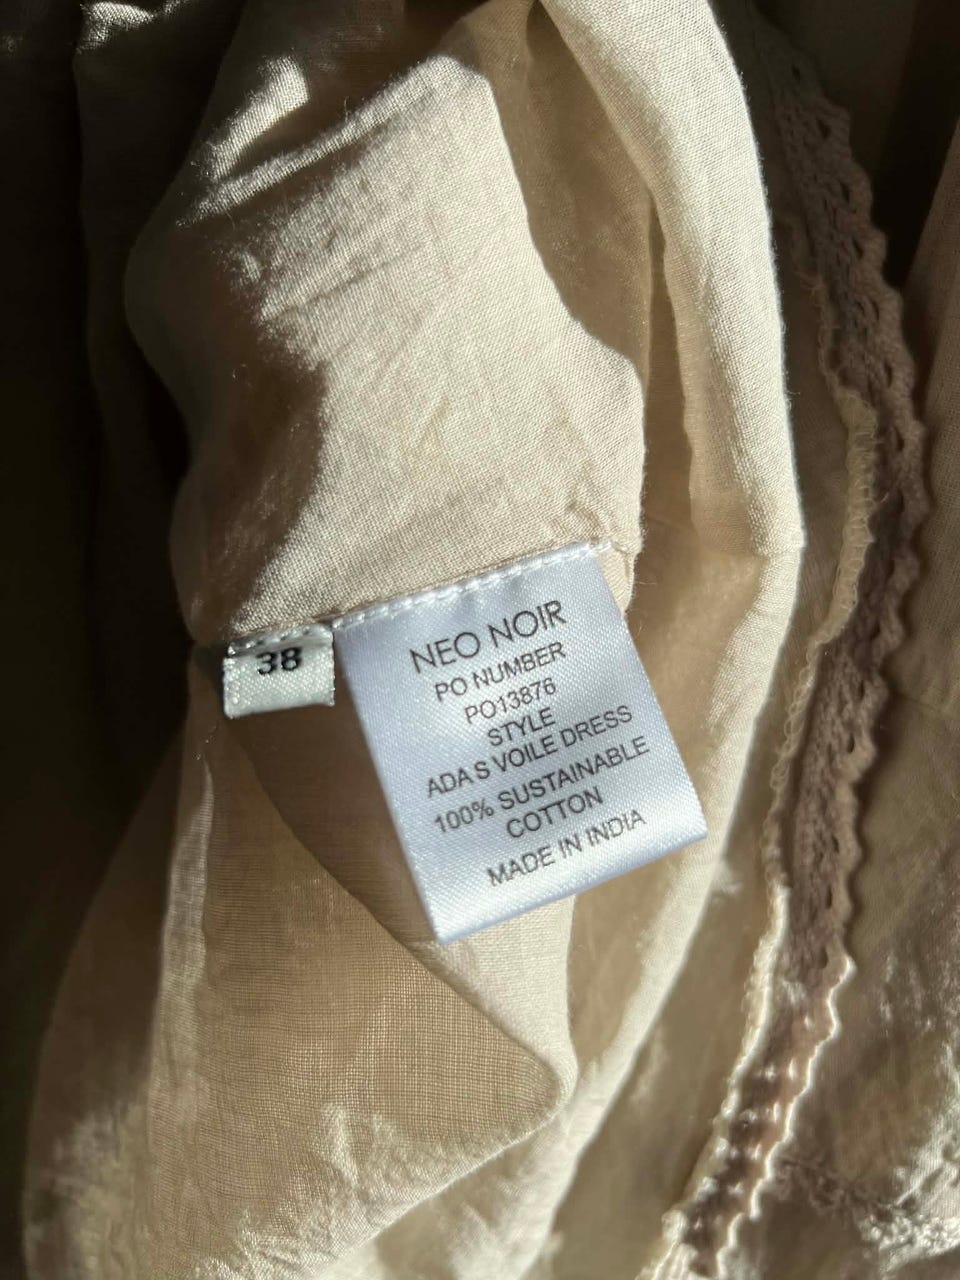 38
NEO NOIR
PO NUMBER
PO13876
STYLE
ADA S VOILE DRESS
100% SUSTAINABLE
COTTON
MADE IN INDIA